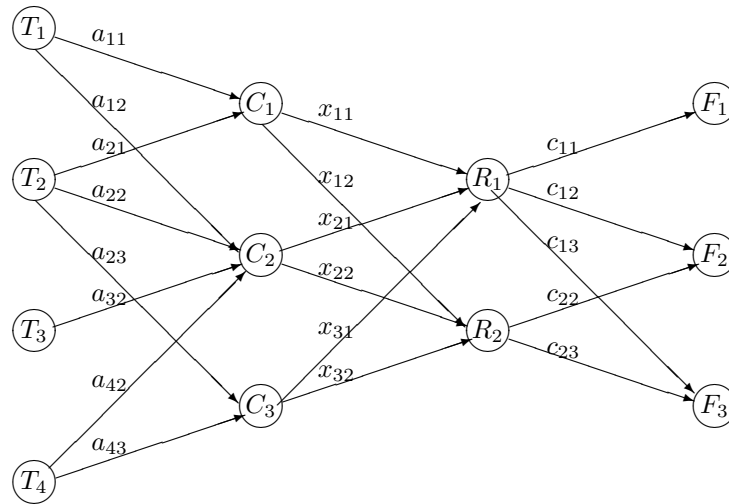 T₁
a₁₁
a₁₂
C₁
x₁₁
F₁
a₂₁
c₁₁
T₂
x₁₂
R₁
a₂₂
c₁₂
x₂₁
a₂₃
C₂
c₁₃
F₂
x₂₂
a₃₂
c₂₂
T₃
x₃₁
R₂
c₂₃
a₄₂
x₃₂
C₃
F₃
a₄₃
T₄